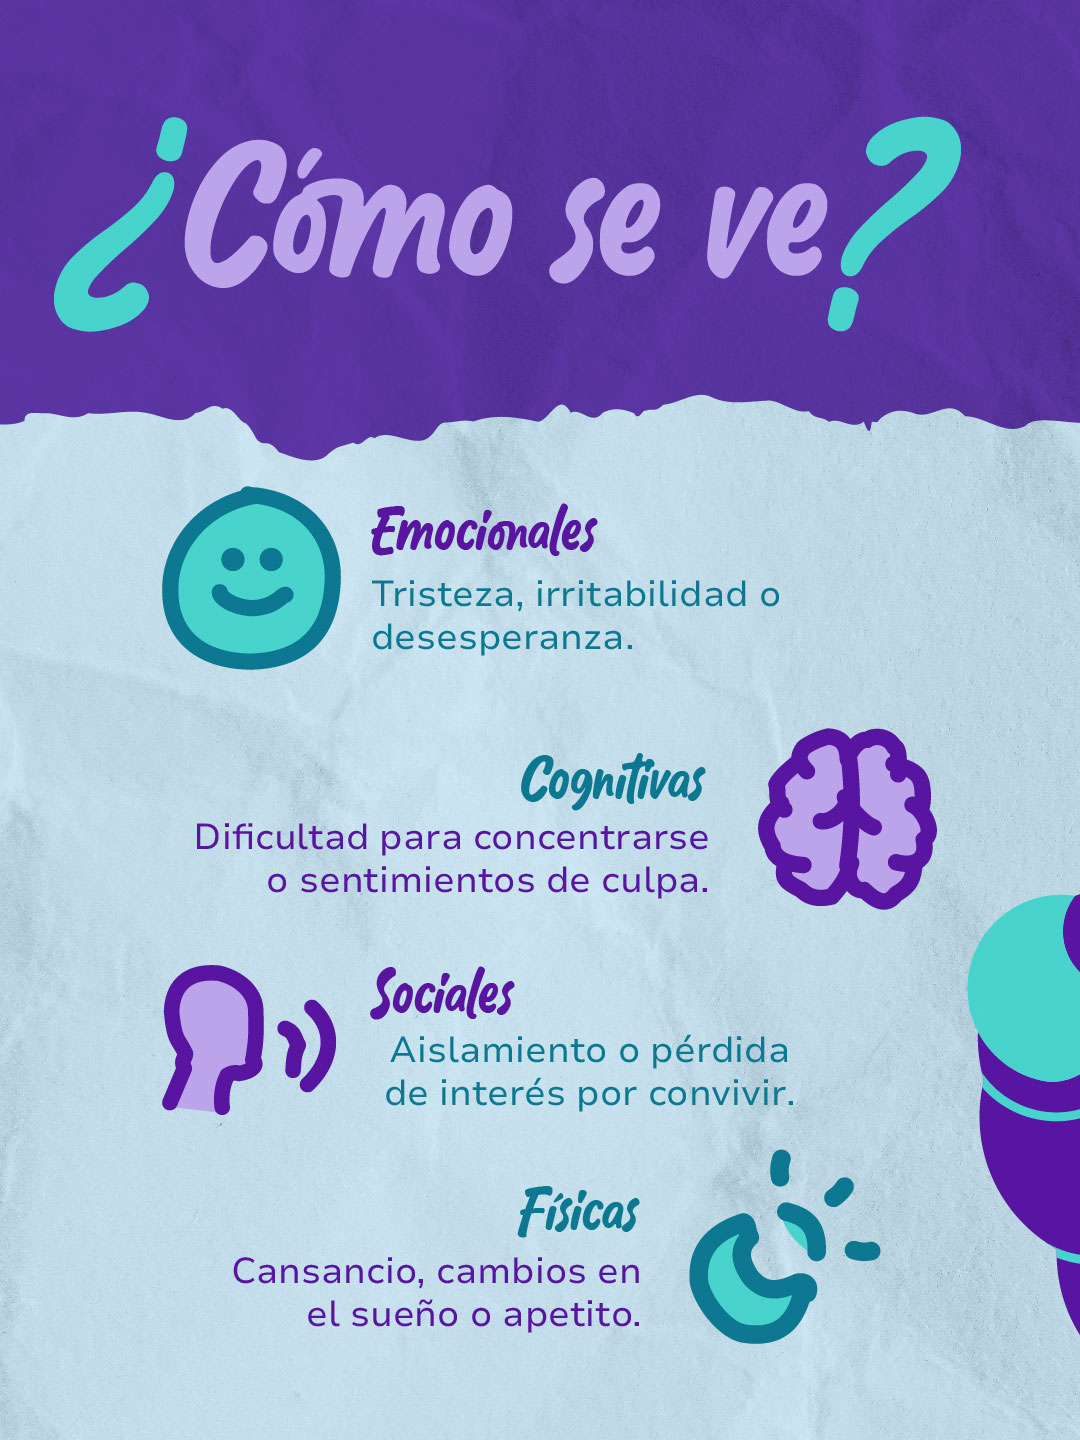 ¿Cómo se ve?
Emocionales
Tristeza, irritabilidad o
desesperanza.
Cognitivas
Dificultad para concentrarse
o sentimientos de culpa.
Sociales
Aislamiento o pérdida
de interés por convivir.
Físicas
Cansancio, cambios en
el sueño o apetito.